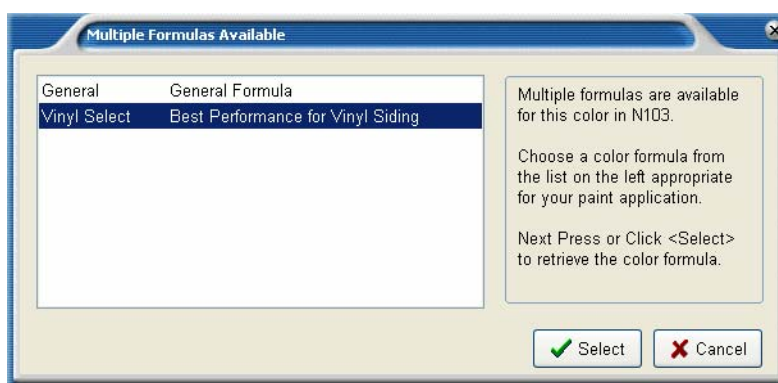 Multiple Formulas Available
General General Formula
Vinyl Select Best Performance for Vinyl Siding
Multiple formulas are available
for this color in N103.
Choose a color formula from
the list on the left appropriate
for your paint application.
Next Press or Click <Select>
to retrieve the color formula.
Select
Cancel